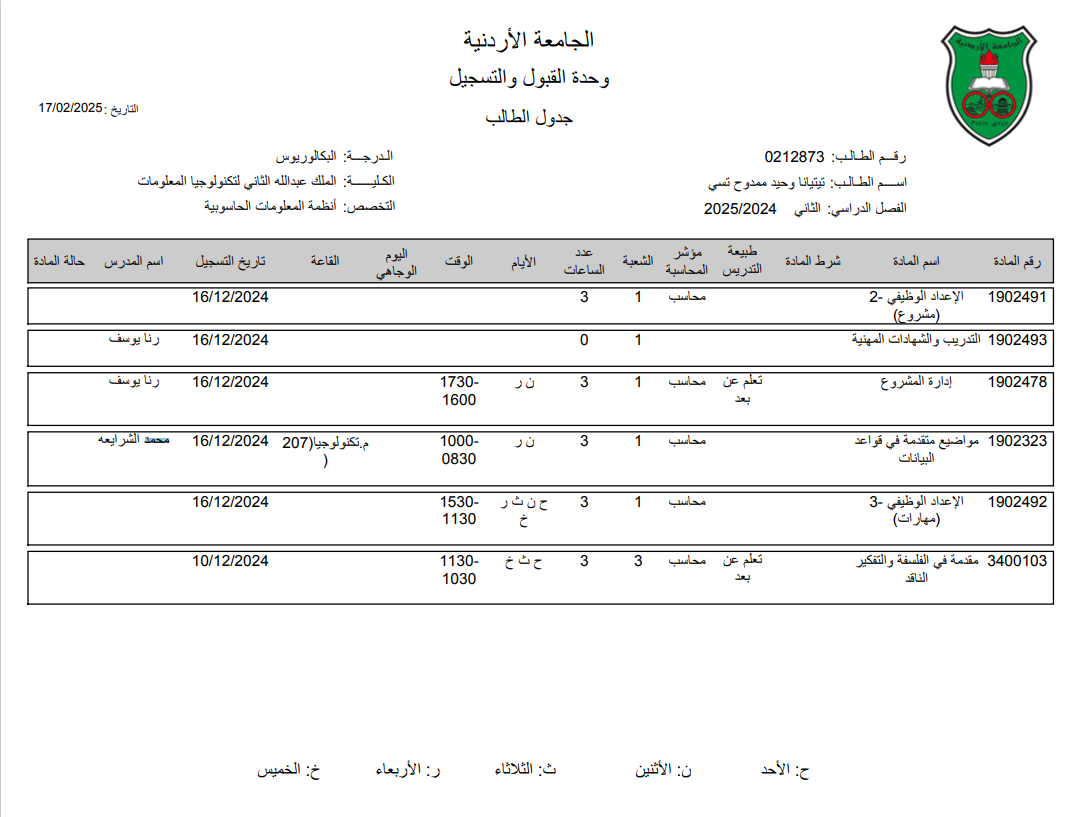 الجامعة الأردنية
وحدة القبول والتسجيل
جدول الطالب
التاريخ : 17/02/2025
رقـم الطـالـب: 0212873
الـدرجـــة: البكالوريوس
اســـم الطـالـب: تيتيانا وحيد ممدوح تسي
الكـليـــــة: الملك عبدالله الثاني لتكنولوجيا المعلومات
الفصل الدراسي: الثاني 2025/2024
التخصص: أنظمة المعلومات الحاسوبية
رقم المادة اسم المادة شرط المادة طبيعة التدريس مؤشر المحاسبة الشعبة عدد الساعات الأيام الوقت اليوم الوجاهي القاعة تاريخ التسجيل اسم المدرس حالة المادة
1902491 الإعداد الوظيفي -2 محاسب 1 3 16/12/2024
(مشروع)
1902493 التدريب والشهادات المهنية 1 0 16/12/2024 رنا يوسف
1902478 إدارة المشروع تعلم عن محاسب 1 3 ن ر 1730- 16/12/2024 رنا يوسف
بعد 1600
1902323 مواضيع متقدمة في قواعد محاسب 1 3 ن ر 1000- م.تكنولوجيا(207 16/12/2024 محمد الشرايعه
البيانات 0830 )
1902492 الإعداد الوظيفي -3 محاسب 1 3 ح ن ث ر 1530- 16/12/2024
(مهارات) خ 1130
3400103 مقدمة في الفلسفة والتفكير تعلم عن محاسب 3 3 ح ث خ 1130- 10/12/2024
الناقد بعد 1030
ح: الأحد ن: الأثنين ث: الثلاثاء ر: الأربعاء خ: الخميس